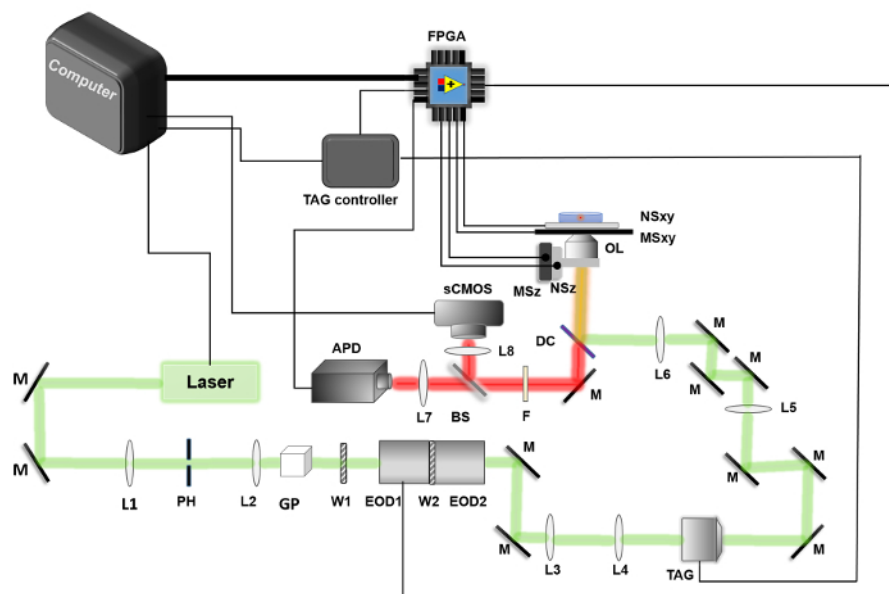 FPGA
Computer
TAG controller
NSxy
MSxy
OL
sCMOS
MSz
NSz
APD
L8
DC
M
M
M
M
Laser
L6
M
L7
BS
F
M
L5
M
M
M
M
L1
PH
L2
GP
W1
EOD1
W2
EOD2
M
L3
L4
TAG
M